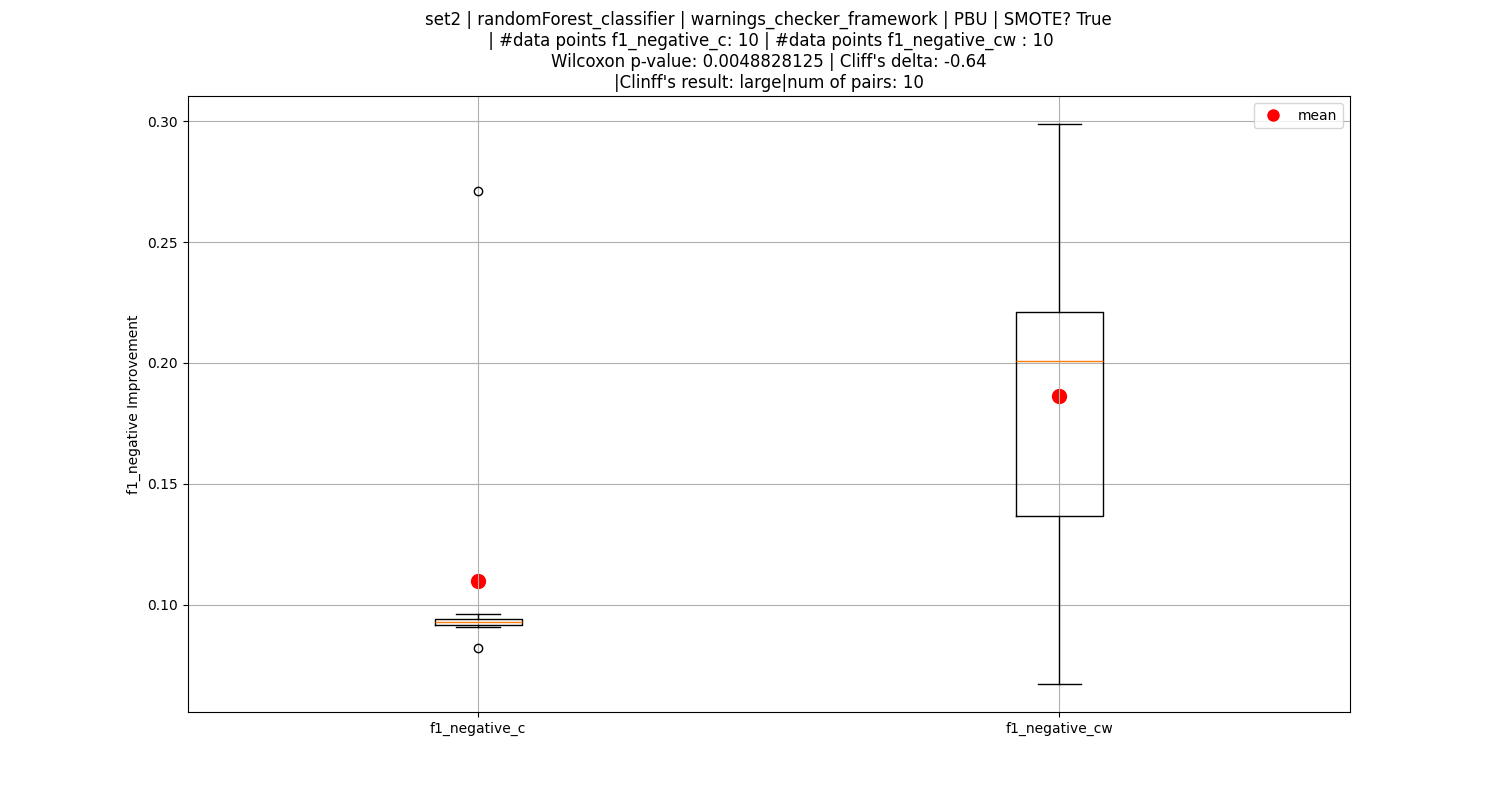 set2 | randomForest_classifier | warnings_checker_framework | PBU | SMOTE? True
| #data points f1_negative_c: 10 | #data points f1_negative_cw : 10
Wilcoxon p-value: 0.0048828125 | Cliff's delta: -0.64
|Clinff's result: large|num of pairs: 10
mean
0.30
0.25
0.20
0.15
0.10
f1_negative Improvement
f1_negative_c
f1_negative_cw